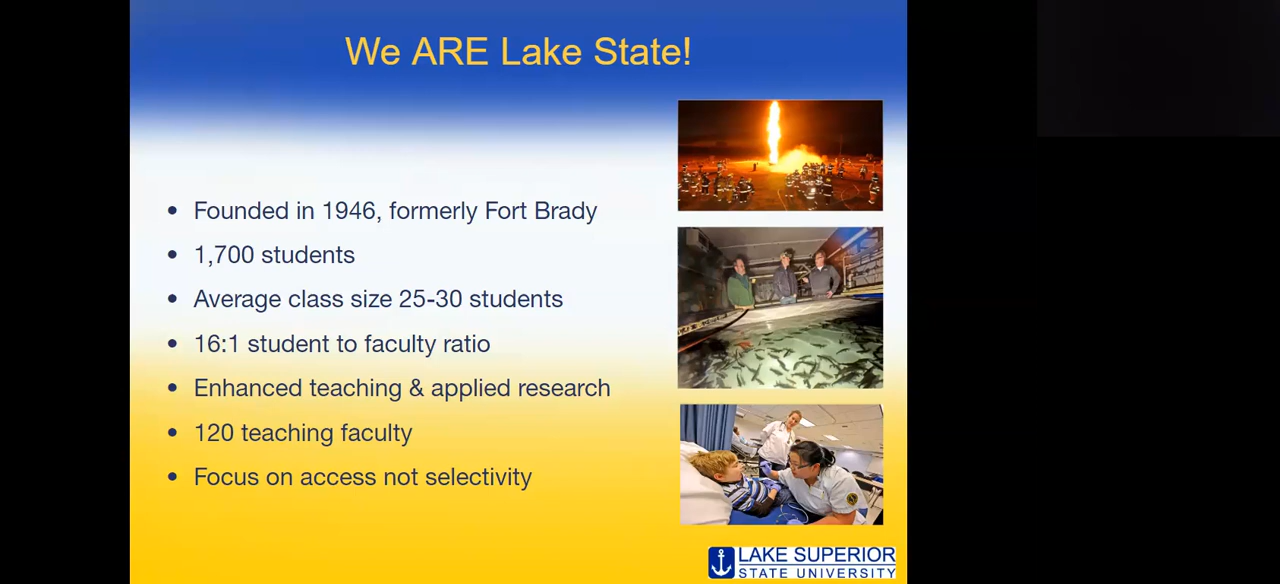 We ARE Lake State!
• Founded in 1946, formerly Fort Brady
• 1,700 students
• Average class size 25-30 students
• 16:1 student to faculty ratio
• Enhanced teaching & applied research
• 120 teaching faculty
• Focus on access not selectivity
LAKE SUPERIOR
STATE UNIVERSITY